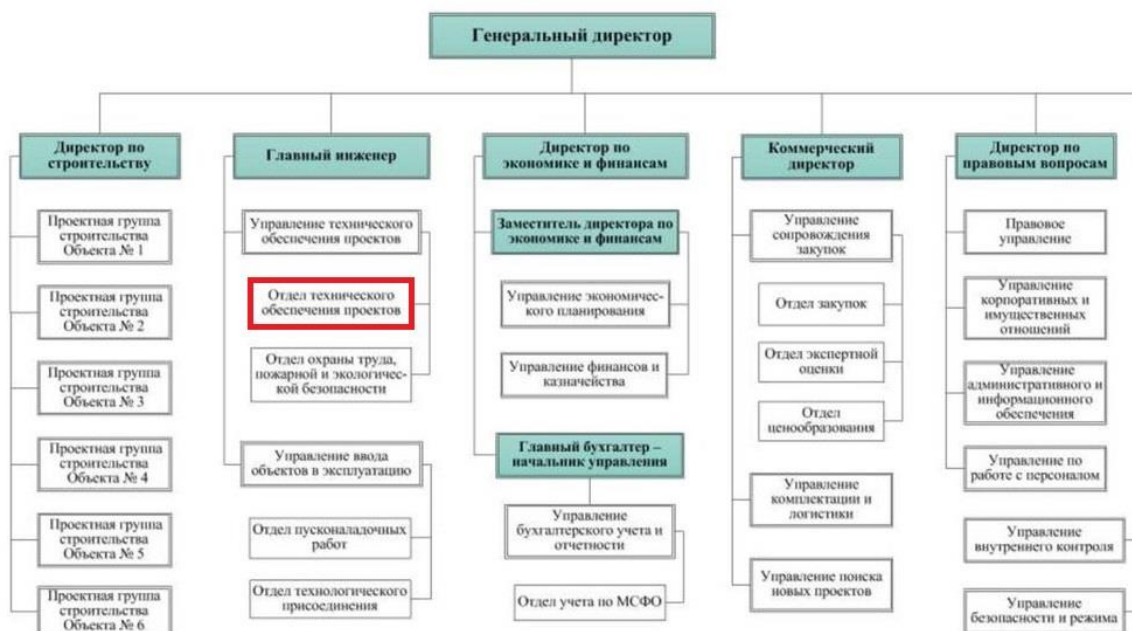 Генеральный директор
Директор по
строительству
Проектная группа
строительства
Объекта № 1
Проектная группа
строительства
Объекта № 2
Проектная группа
строительства
Объекта № 3
Проектная группа
строительства
Объекта № 4
Проектная группа
строительства
Объекта № 5
Проектная группа
строительства
Объекта № 6
Главный инженер
Управление технического
обеспечения проектов
Отдел технического
обеспечения проектов
Отдел охраны труда,
пожарной и экологичес-
кой безопасности
Управление ввода
объектов в эксплуатацию
Отдел пусконаладочных
работ
Отдел технологического
присоединения
Директор по
экономике и финансам
Заместитель директора по
экономике и финансам
Управление экономичес-
кого планирования
Управление финансов и
казначейства
Главный бухгалтер –
начальник управления
Управление
бухгалтерского учета и
отчетности
Отдел учета по МСФО
Коммерческий
директор
Управление
сопровождения
закупок
Отдел закупок
Отдел экспертной
оценки
Отдел
ценообразования
Управление
комплектации и
логистики
Управление поиска
новых проектов
Директор по
правовым вопросам
Правовое
управление
Управление
корпоративных и
имущественных
отношений
Управление
административного и
информационного
обеспечения
Управление по
работе с персоналом
Управление
внутреннего контроля
Управление
безопасности и режима